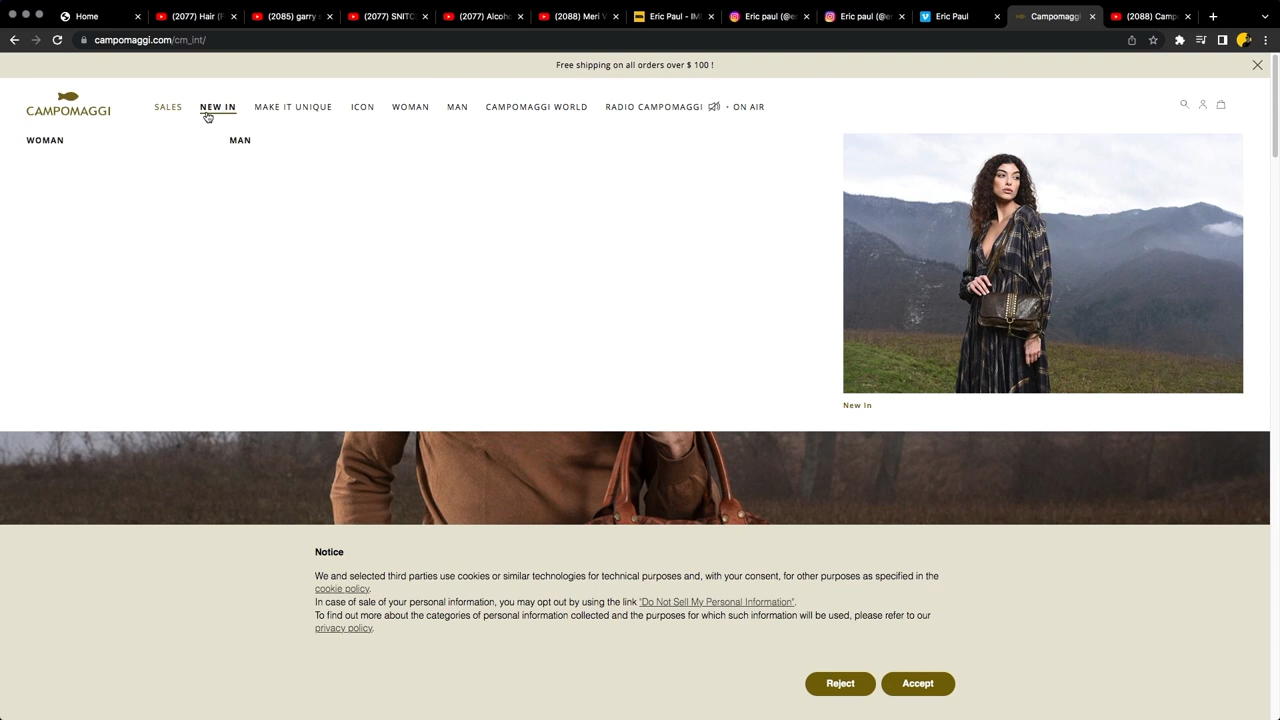 Home
(2077) Hair (F
(2085) garry s
(2077) SNITC
(2077) Alcoho
(2088) Meri V
Eric Paul - IM
Eric paul (@e
Eric paul (@er
Eric Paul
Campomaggi
(2088) Camp
campomaggi.com/cm_int/
Free shipping on all orders over $ 100 !
CAMPOMAGGI
SALES
NEW IN
MAKE IT UNIQUE
ICON
WOMAN
MAN
CAMPOMAGGI WORLD
RADIO CAMPOMAGGI
• ON AIR
WOMAN
MAN
New In
Notice
We and selected third parties use cookies or similar technologies for technical purposes and, with your consent, for other purposes as specified in the
cookie policy.
In case of sale of your personal information, you may opt out by using the link "Do Not Sell My Personal Information".
To find out more about the categories of personal information collected and the purposes for which such information will be used, please refer to our
privacy policy.
Reject
Accept